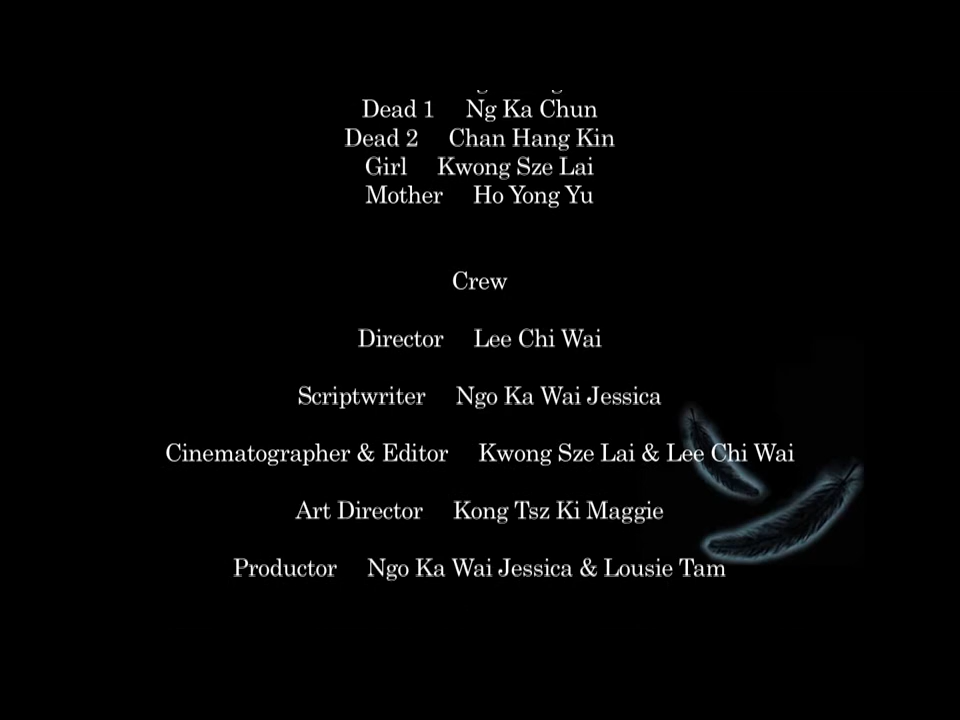 Dead 1 Ng Ka Chun
Dead 2 Chan Hang Kin
Girl Kwong Sze Lai
Mother Ho Yong Yu
Crew
Director Lee Chi Wai
Scriptwriter Ngo Ka Wai Jessica
Cinematographer & Editor Kwong Sze Lai & Lee Chi Wai
Art Director Kong Tsz Ki Maggie
Productor Ngo Ka Wai Jessica & Lousie Tam